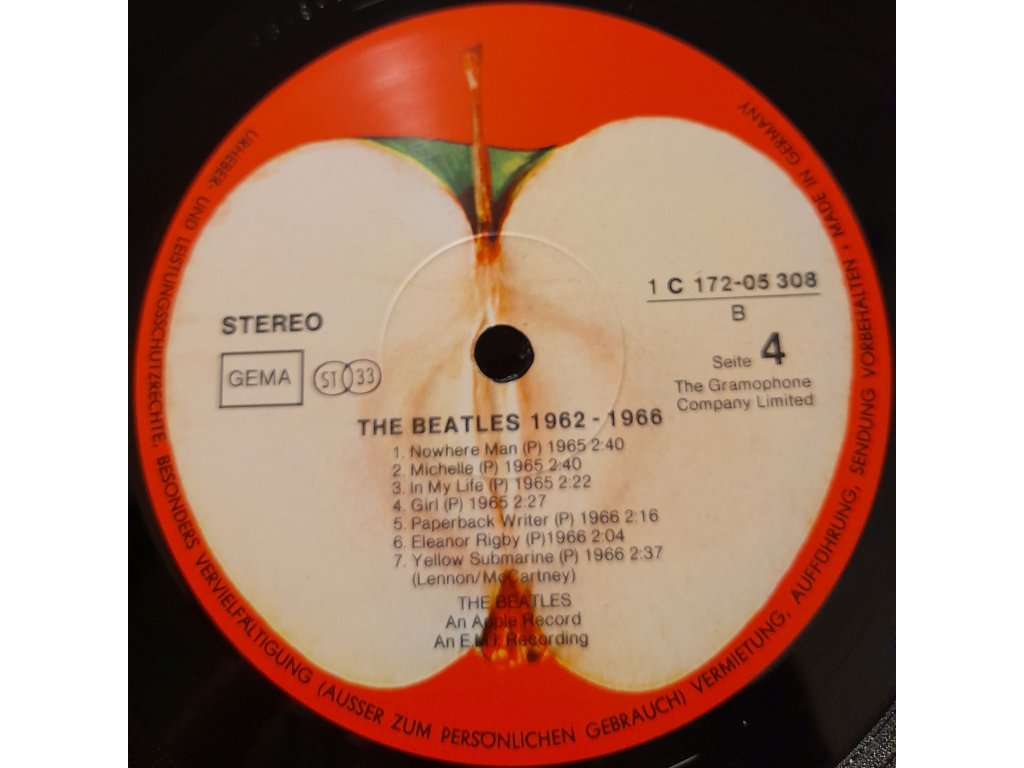 URHEBER- UND LEISTUNGSSCHUTZRECHTE. BESONDERS VERVIELFÄLTIGUNG (AUSSER ZUM PERSÖNLICHEN GEBRAUCH) VERMIETUNG, AUFFÜHRUNG, SENDUNG VORBEHALTEN • MADE IN GERMANY
STEREO
GEMA
ST 33
1 C 172-05 308
B
Seite 4
The Gramophone
Company Limited
THE BEATLES 1962 - 1966
1. Nowhere Man (P) 1965 2:40
2. Michelle (P) 1965 2:40
3. In My Life (P) 1965 2:22
4. Girl (P) 1965 2:27
5. Paperback Writer (P) 1966 2:16
6. Eleanor Rigby (P)1966 2:04
7. Yellow Submarine (P) 1966 2:37
(Lennon/McCartney)
THE BEATLES
An Apple Record
An E.M.I. Recording